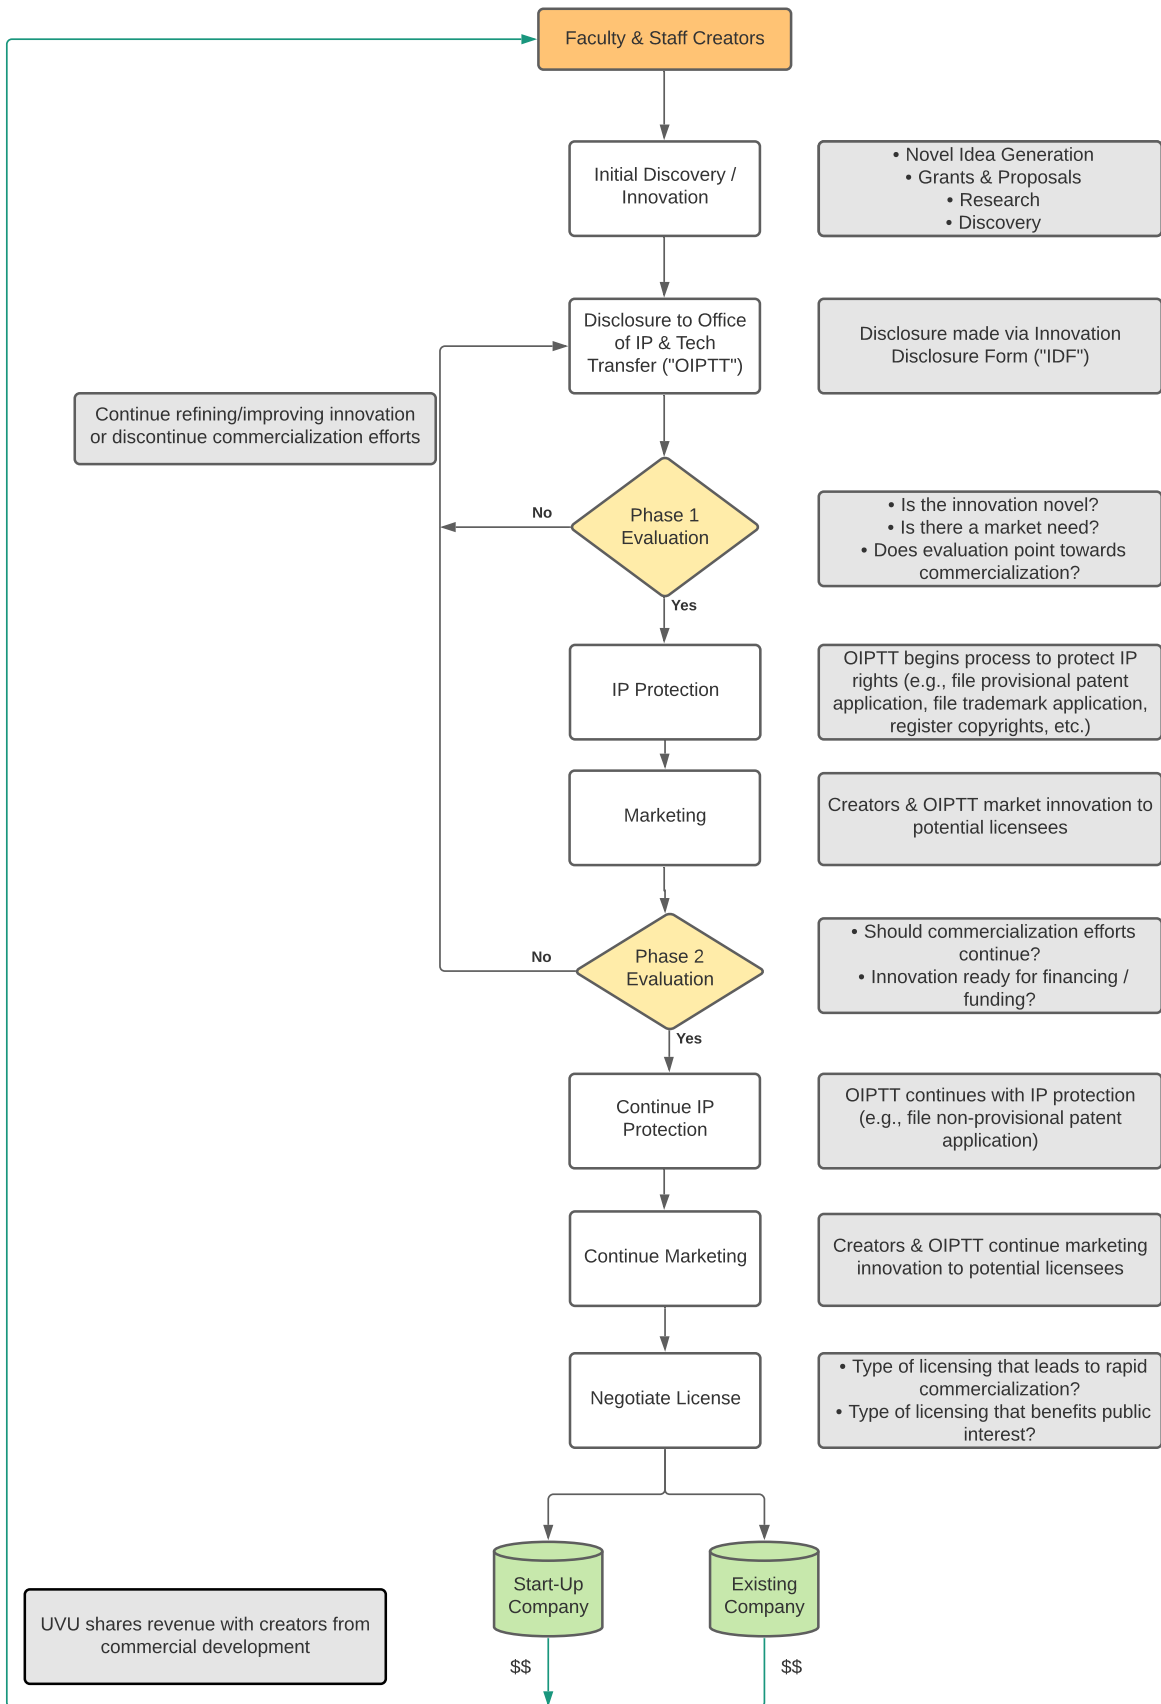 Faculty & Staff Creators
Initial Discovery /
Innovation
• Novel Idea Generation
• Grants & Proposals
• Research
• Discovery
Disclosure to Office
of IP & Tech
Transfer ("OIPTT")
Disclosure made via Innovation
Disclosure Form ("IDF")
Continue refining/improving innovation
or discontinue commercialization efforts
No
Phase 1
Evaluation
• Is the innovation novel?
• Is there a market need?
• Does evaluation point towards
commercialization?
Yes
IP Protection
OIPTT begins process to protect IP
rights (e.g., file provisional patent
application, file trademark application,
register copyrights, etc.)
Marketing
Creators & OIPTT market innovation to
potential licensees
No
Phase 2
Evaluation
• Should commercialization efforts
continue?
• Innovation ready for financing /
funding?
Yes
Continue IP
Protection
OIPTT continues with IP protection
(e.g., file non-provisional patent
application)
Continue Marketing
Creators & OIPTT continue marketing
innovation to potential licensees
Negotiate License
• Type of licensing that leads to rapid
commercialization?
• Type of licensing that benefits public
interest?
Start-Up
Company
Existing
Company
UVU shares revenue with creators from
commercial development
$$
$$